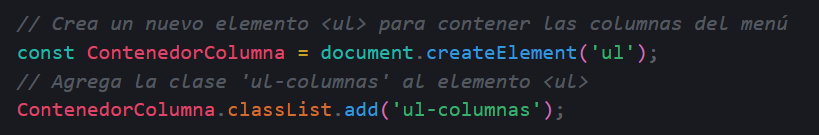 // Crea un nuevo elemento <ul> para contener las columnas del menú
const ContenedorColumna = document.createElement('ul');
// Agrega la clase 'ul-columnas' al elemento <ul>
ContenedorColumna.classList.add('ul-columnas');